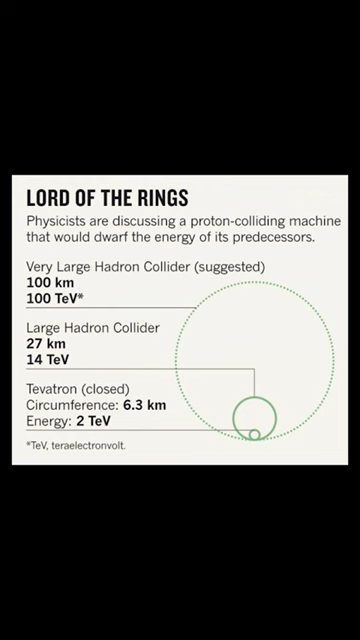 LORD OF THE RINGS
Physicists are discussing a proton-colliding machine
that would dwarf the energy of its predecessors.
Very Large Hadron Collider (suggested)
100 km
100 TeV*
Large Hadron Collider
27 km
14 TeV
Tevatron (closed)
Circumference: 6.3 km
Energy: 2 TeV
*TeV, teraelectronvolt.